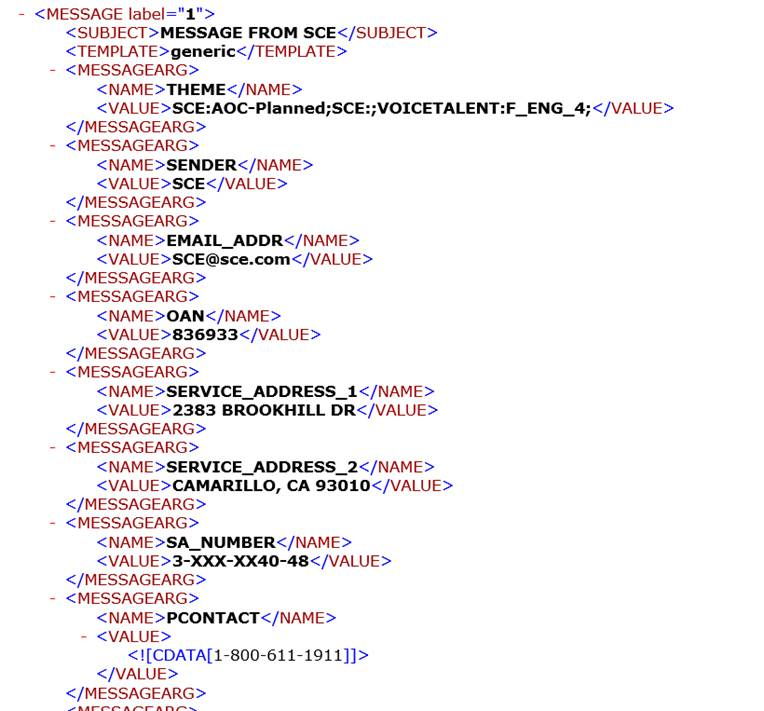 - <MESSAGE label="1">
<SUBJECT>MESSAGE FROM SCE</SUBJECT>
<TEMPLATE>generic</TEMPLATE>
- <MESSAGEARG>
<NAME>THEME</NAME>
<VALUE>SCE:AOC-Planned;SCE:;VOICETALENT:F_ENG_4;</VALUE>
</MESSAGEARG>
- <MESSAGEARG>
<NAME>SENDER</NAME>
<VALUE>SCE</VALUE>
</MESSAGEARG>
- <MESSAGEARG>
<NAME>EMAIL_ADDR</NAME>
<VALUE>SCE@sce.com</VALUE>
</MESSAGEARG>
- <MESSAGEARG>
<NAME>OAN</NAME>
<VALUE>836933</VALUE>
</MESSAGEARG>
- <MESSAGEARG>
<NAME>SERVICE_ADDRESS_1</NAME>
<VALUE>2383 BROOKHILL DR</VALUE>
</MESSAGEARG>
- <MESSAGEARG>
<NAME>SERVICE_ADDRESS_2</NAME>
<VALUE>CAMARILLO, CA 93010</VALUE>
</MESSAGEARG>
- <MESSAGEARG>
<NAME>SA_NUMBER</NAME>
<VALUE>3-XXX-XX40-48</VALUE>
</MESSAGEARG>
- <MESSAGEARG>
<NAME>PCONTACT</NAME>
- <VALUE>
<![CDATA[1-800-611-1911]]>
</VALUE>
</MESSAGEARG>
- <MESSAGEARG>